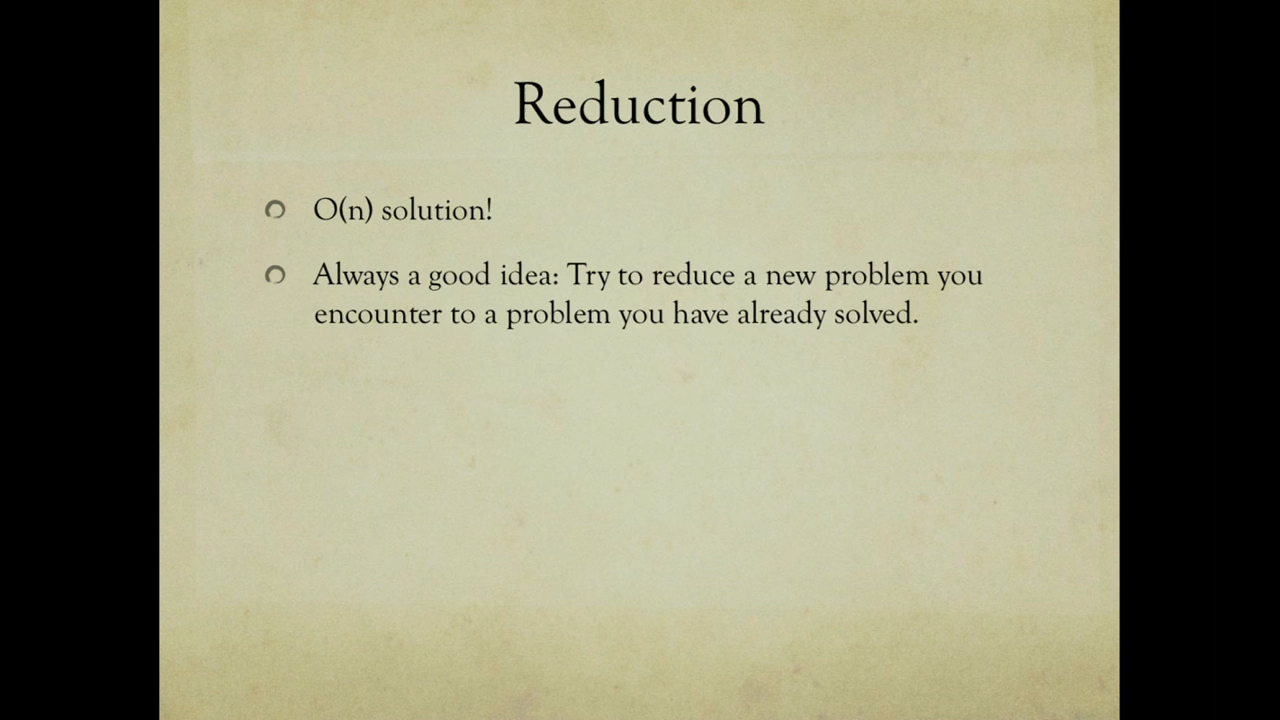 Reduction
O(n) solution!
Always a good idea: Try to reduce a new problem you
encounter to a problem you have already solved.